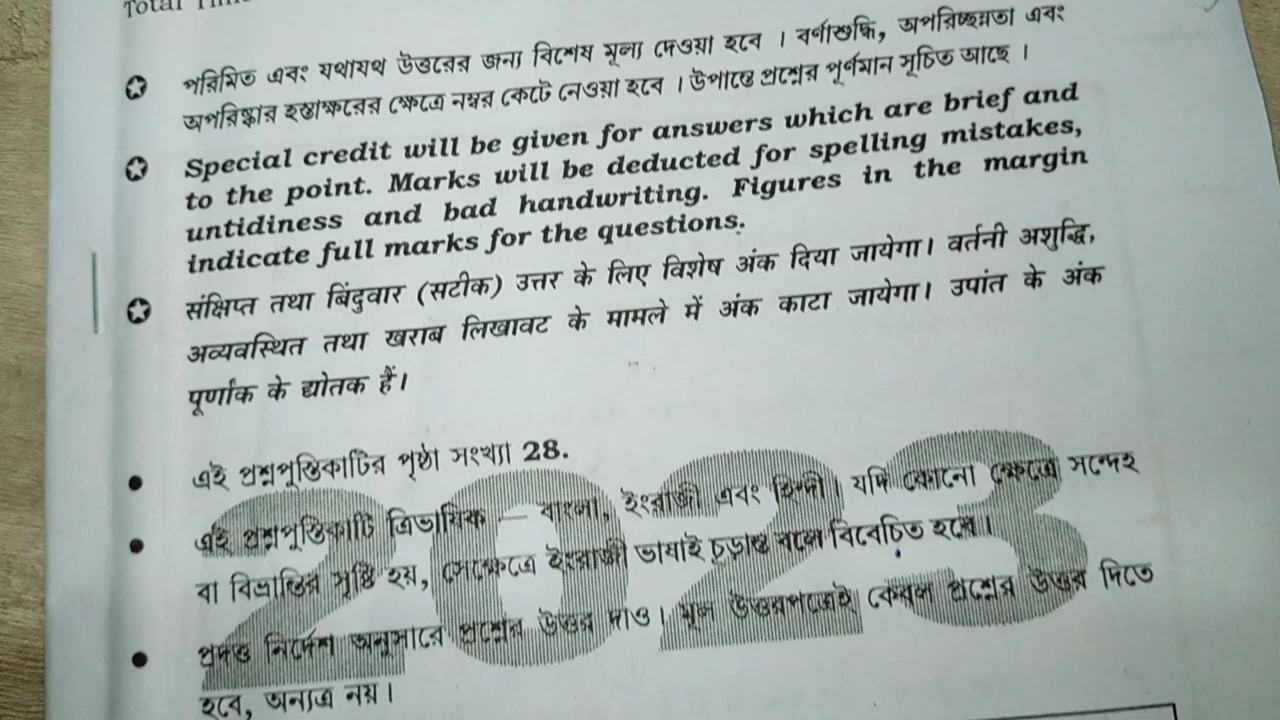 Total
পরিমিত এবং যথাযথ উত্তরের জন্য বিশেষ মূল্য দেওয়া হবে । বর্ণাশুদ্ধি, অপরিচ্ছন্নতা এবং
অপরিষ্কার হস্তাক্ষরের ক্ষেত্রে নম্বর কেটে নেওয়া হবে । উপান্তে প্রশ্নের পূর্ণমান সূচিত আছে ।
Special credit will be given for answers which are brief and
to the point. Marks will be deducted for spelling mistakes,
untidiness and bad handwriting. Figures in the margin
indicate full marks for the questions.
संक्षिप्त तथा बिंदुवार (सटीक) उत्तर के लिए विशेष अंक दिया जायेगा। वर्तनी अशुद्धि,
अव्यवस्थित तथा खराब लिखावट के मामले में अंक काटा जायेगा। उपांत के अंक
पूर्णांक के द्योतक हैं।
এই প্রশ্নপুস্তিকাটির পৃষ্ঠা সংখ্যা 28.
এই প্রশ্নপুস্তিকাটি ত্রিভাষিক — বাংলা, ইংরাজী এবং হিন্দী। যদি কোনো ক্ষেত্রে সন্দেহ
বা বিভ্রান্তির সৃষ্টি হয়, সেক্ষেত্রে ইংরাজী ভাষাই চূড়ান্ত বলে বিবেচিত হবে।
প্রদত্ত নির্দেশ অনুসারে প্রশ্নের উত্তর দাও। মূল উত্তরপত্রেই কেবল প্রশ্নের উত্তর দিতে
হবে, অন্যত্র নয়।
2023